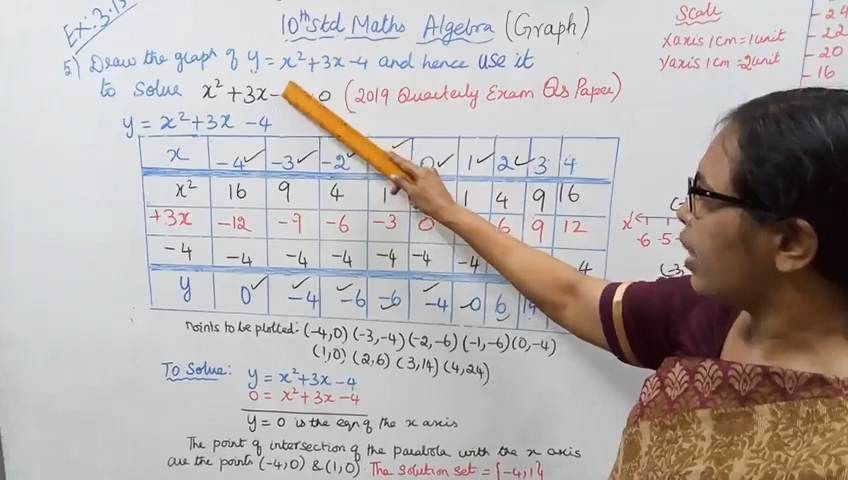 Ex:3.15
10th Std Maths Algebra (Graph)
5) Draw the graph of y = x² + 3x - 4 and hence use it
to solve x² + 3x - 0 (2019 Quarterly Exam Qs Paper)
y = x² + 3x - 4
x -4 ✓ -3 ✓ -2 ✓ ✓ 0 ✓ 1 ✓ 2 ✓ 3 4
x² 16 9 4 1 1 4 9 16
+3x -12 -9 -6 -3 0 6 9 12
-4 -4 -4 -4 -4 -4 -4 4
y 0 ✓ -4 ✓ -6 ✓ -6 -4 ✓ -0 6 14
Points to be plotted: (-4,0) (-3,-4) (-2,-6) (-1,-6) (0,-4)
(1,0) (2,6) (3,14) (4,24)
To Solve: y = x² + 3x - 4
0 = x² + 3x - 4
y = 0 is the eqn of the x axis
The point of intersection of the parabola with the x axis
are the points (-4,0) & (1,0) The solution set = {-4,1}
Scale
x axis 1cm = 1 unit
y axis 1cm = 2 unit
24
22
20
16
x'
-6 -5
(-3,